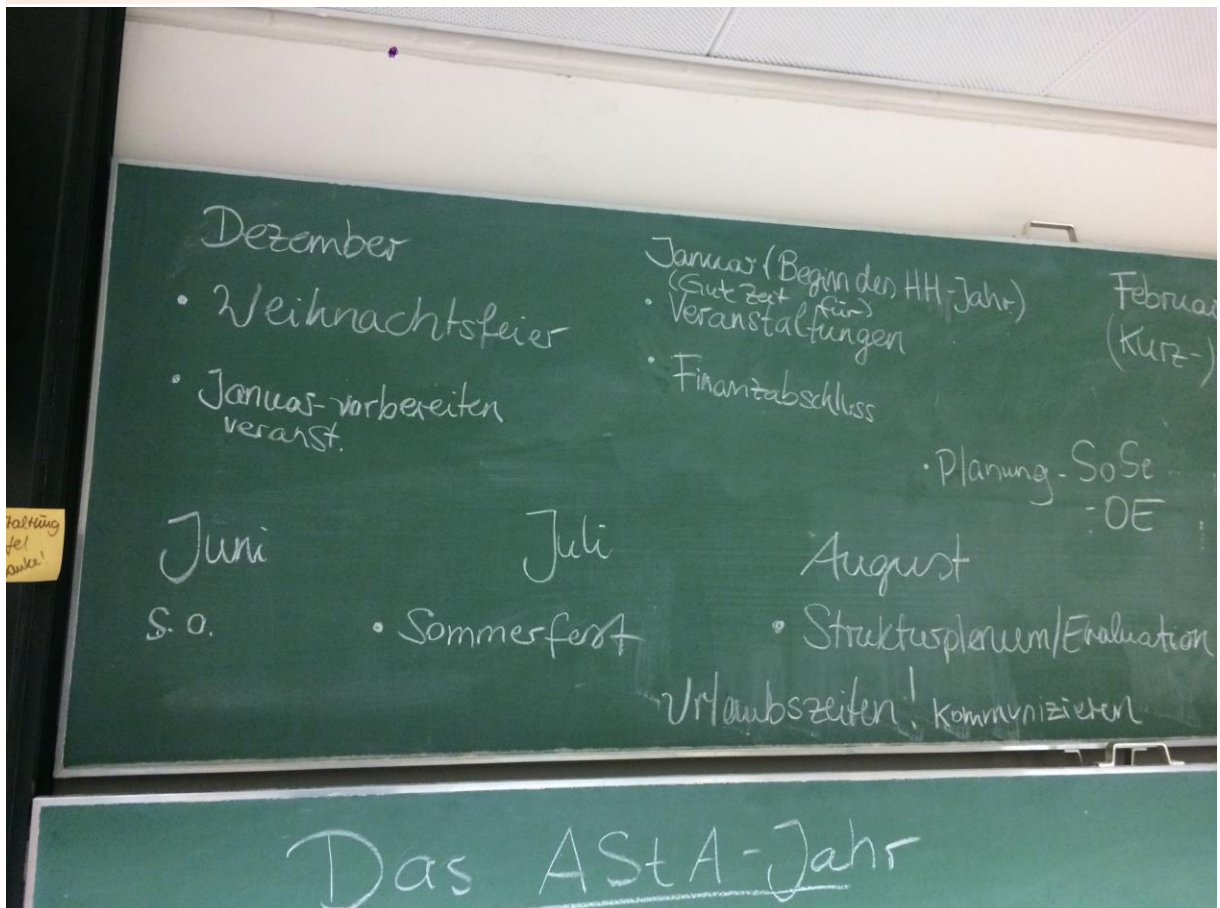 Dezember
• Weihnachtsfeier
• Januar-vorbereiten
veranst.
Januar (Beginn des HH-Jahr.)
(Gute Zeit für)
• Veranstaltungen
• Finanzabschluss
Februar
(Kurz-)
• Planung - SoSe
- OE
Juni
s. o.
Juli
• Sommerfest
August
• Strukturplenum/Evaluation
Urlaubszeiten! kommunizieren
Das AStA-Jahr